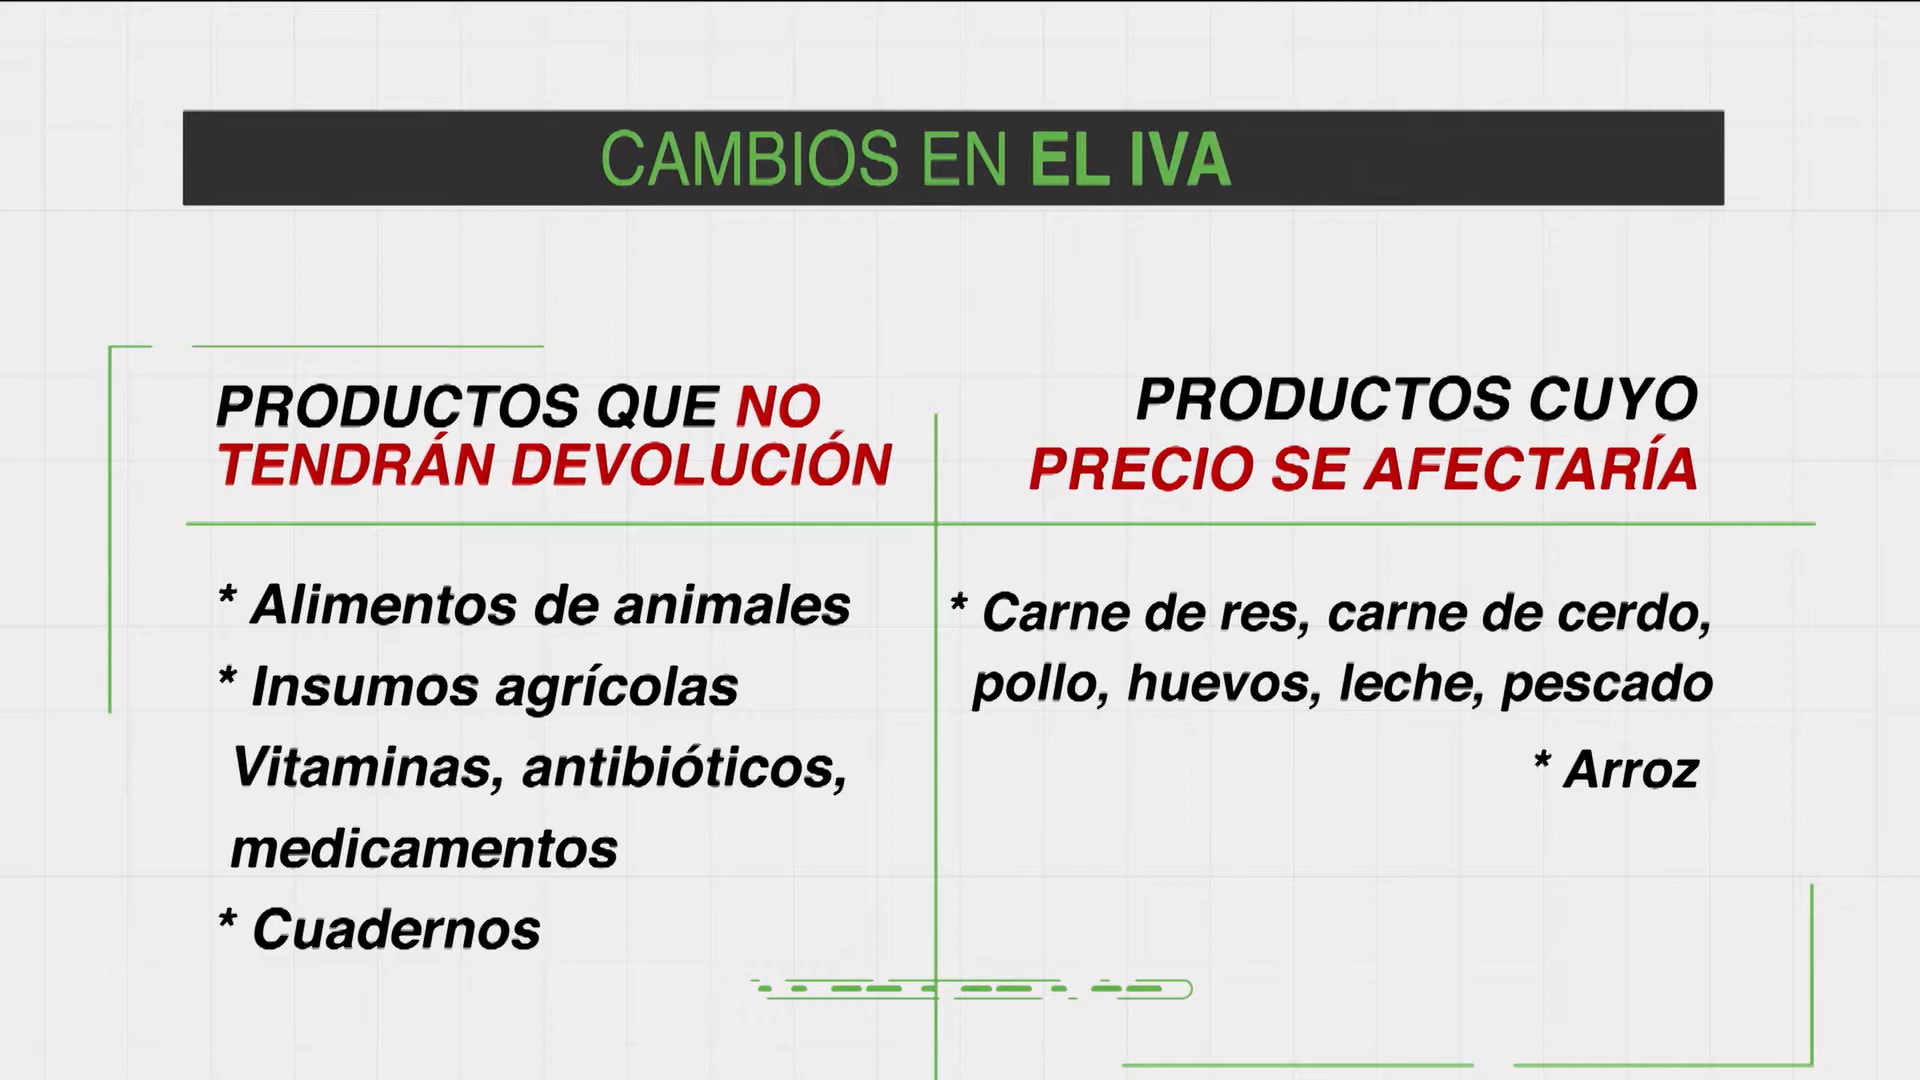 CAMBIOS EN EL IVA
PRODUCTOS QUE NO
TENDRÁN DEVOLUCIÓN
* Alimentos de animales
* Insumos agrícolas
Vitaminas, antibióticos,
medicamentos
* Cuadernos
PRODUCTOS CUYO
PRECIO SE AFECTARÍA
* Carne de res, carne de cerdo,
pollo, huevos, leche, pescado
* Arroz